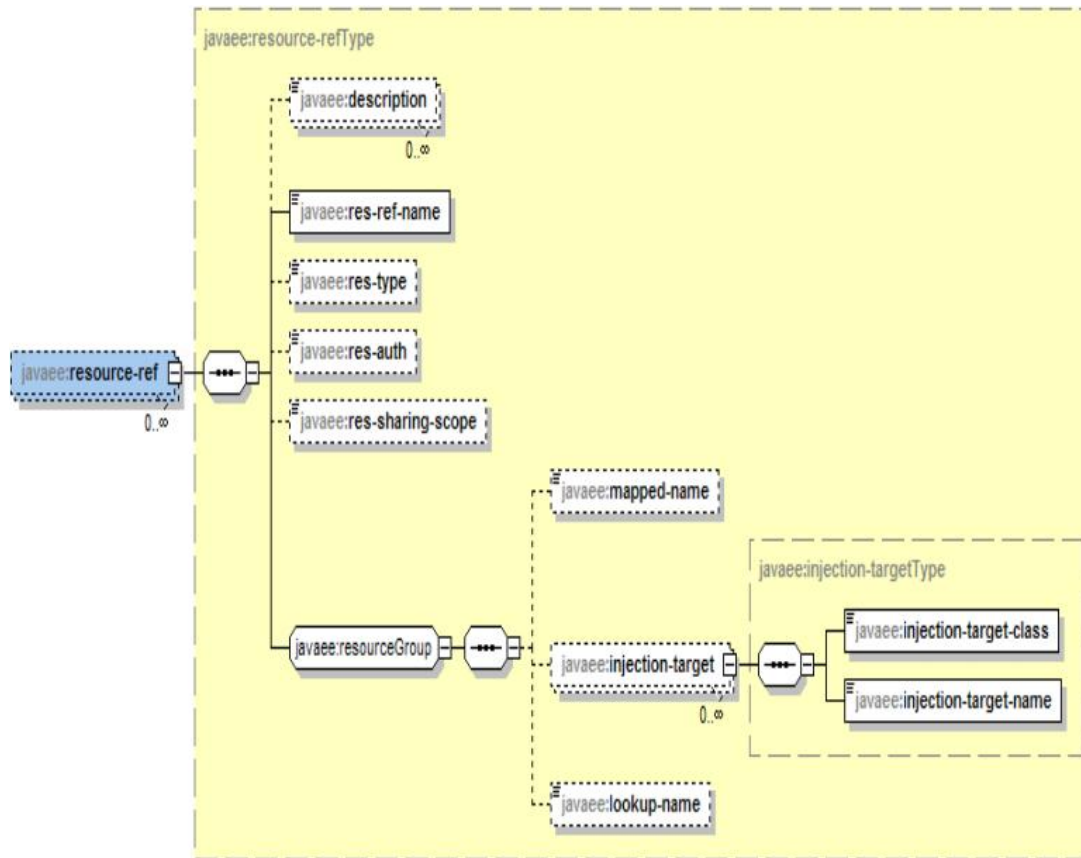 javaee:resource-refType
javaee:description
0..∞
javaee:res-ref-name
javaee:res-type
javaee:res-auth
javaee:resource-ref
0..∞
javaee:res-sharing-scope
javaee:mapped-name
javaee:injection-targetType
javaee:injection-target-class
javaee:resourceGroup
javaee:injection-target
0..∞
javaee:injection-target-name
javaee:lookup-name